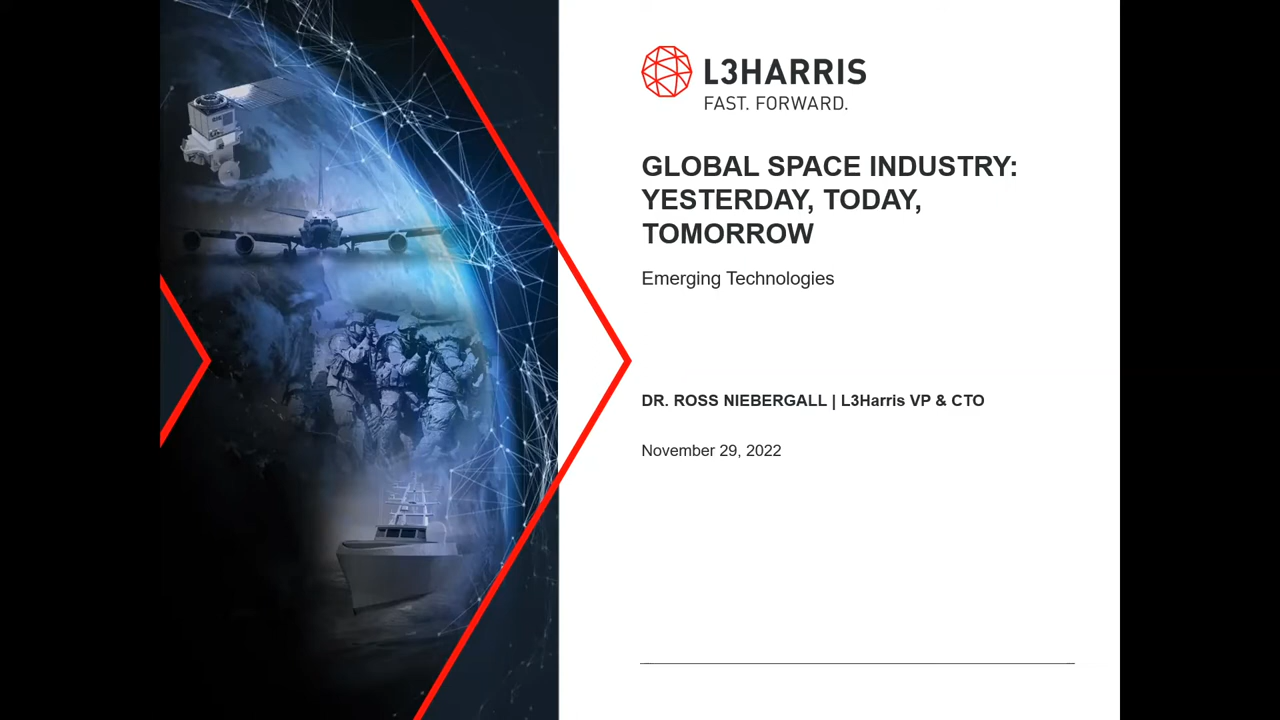 L3HARRIS
FAST. FORWARD.
GLOBAL SPACE INDUSTRY:
YESTERDAY, TODAY,
TOMORROW
Emerging Technologies
DR. ROSS NIEBERGALL | L3Harris VP & CTO
November 29, 2022